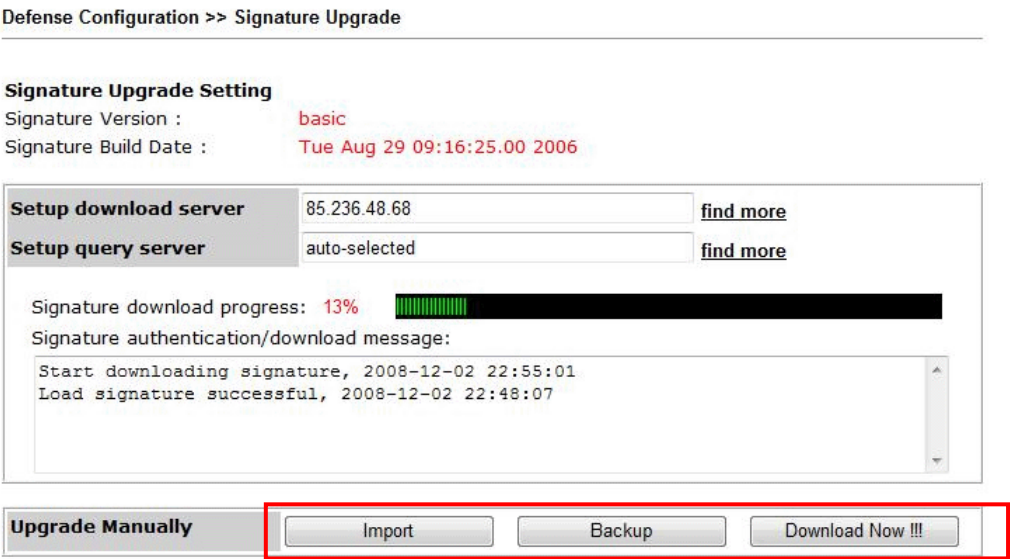 Defense Configuration >> Signature Upgrade
Signature Upgrade Setting
Signature Version : basic
Signature Build Date : Tue Aug 29 09:16:25.00 2006
Setup download server 85.236.48.68 find more
Setup query server auto-selected find more
Signature download progress: 13%
Signature authentication/download message:
Start downloading signature, 2008-12-02 22:55:01
Load signature successful, 2008-12-02 22:48:07
Upgrade Manually Import Backup Download Now !!!